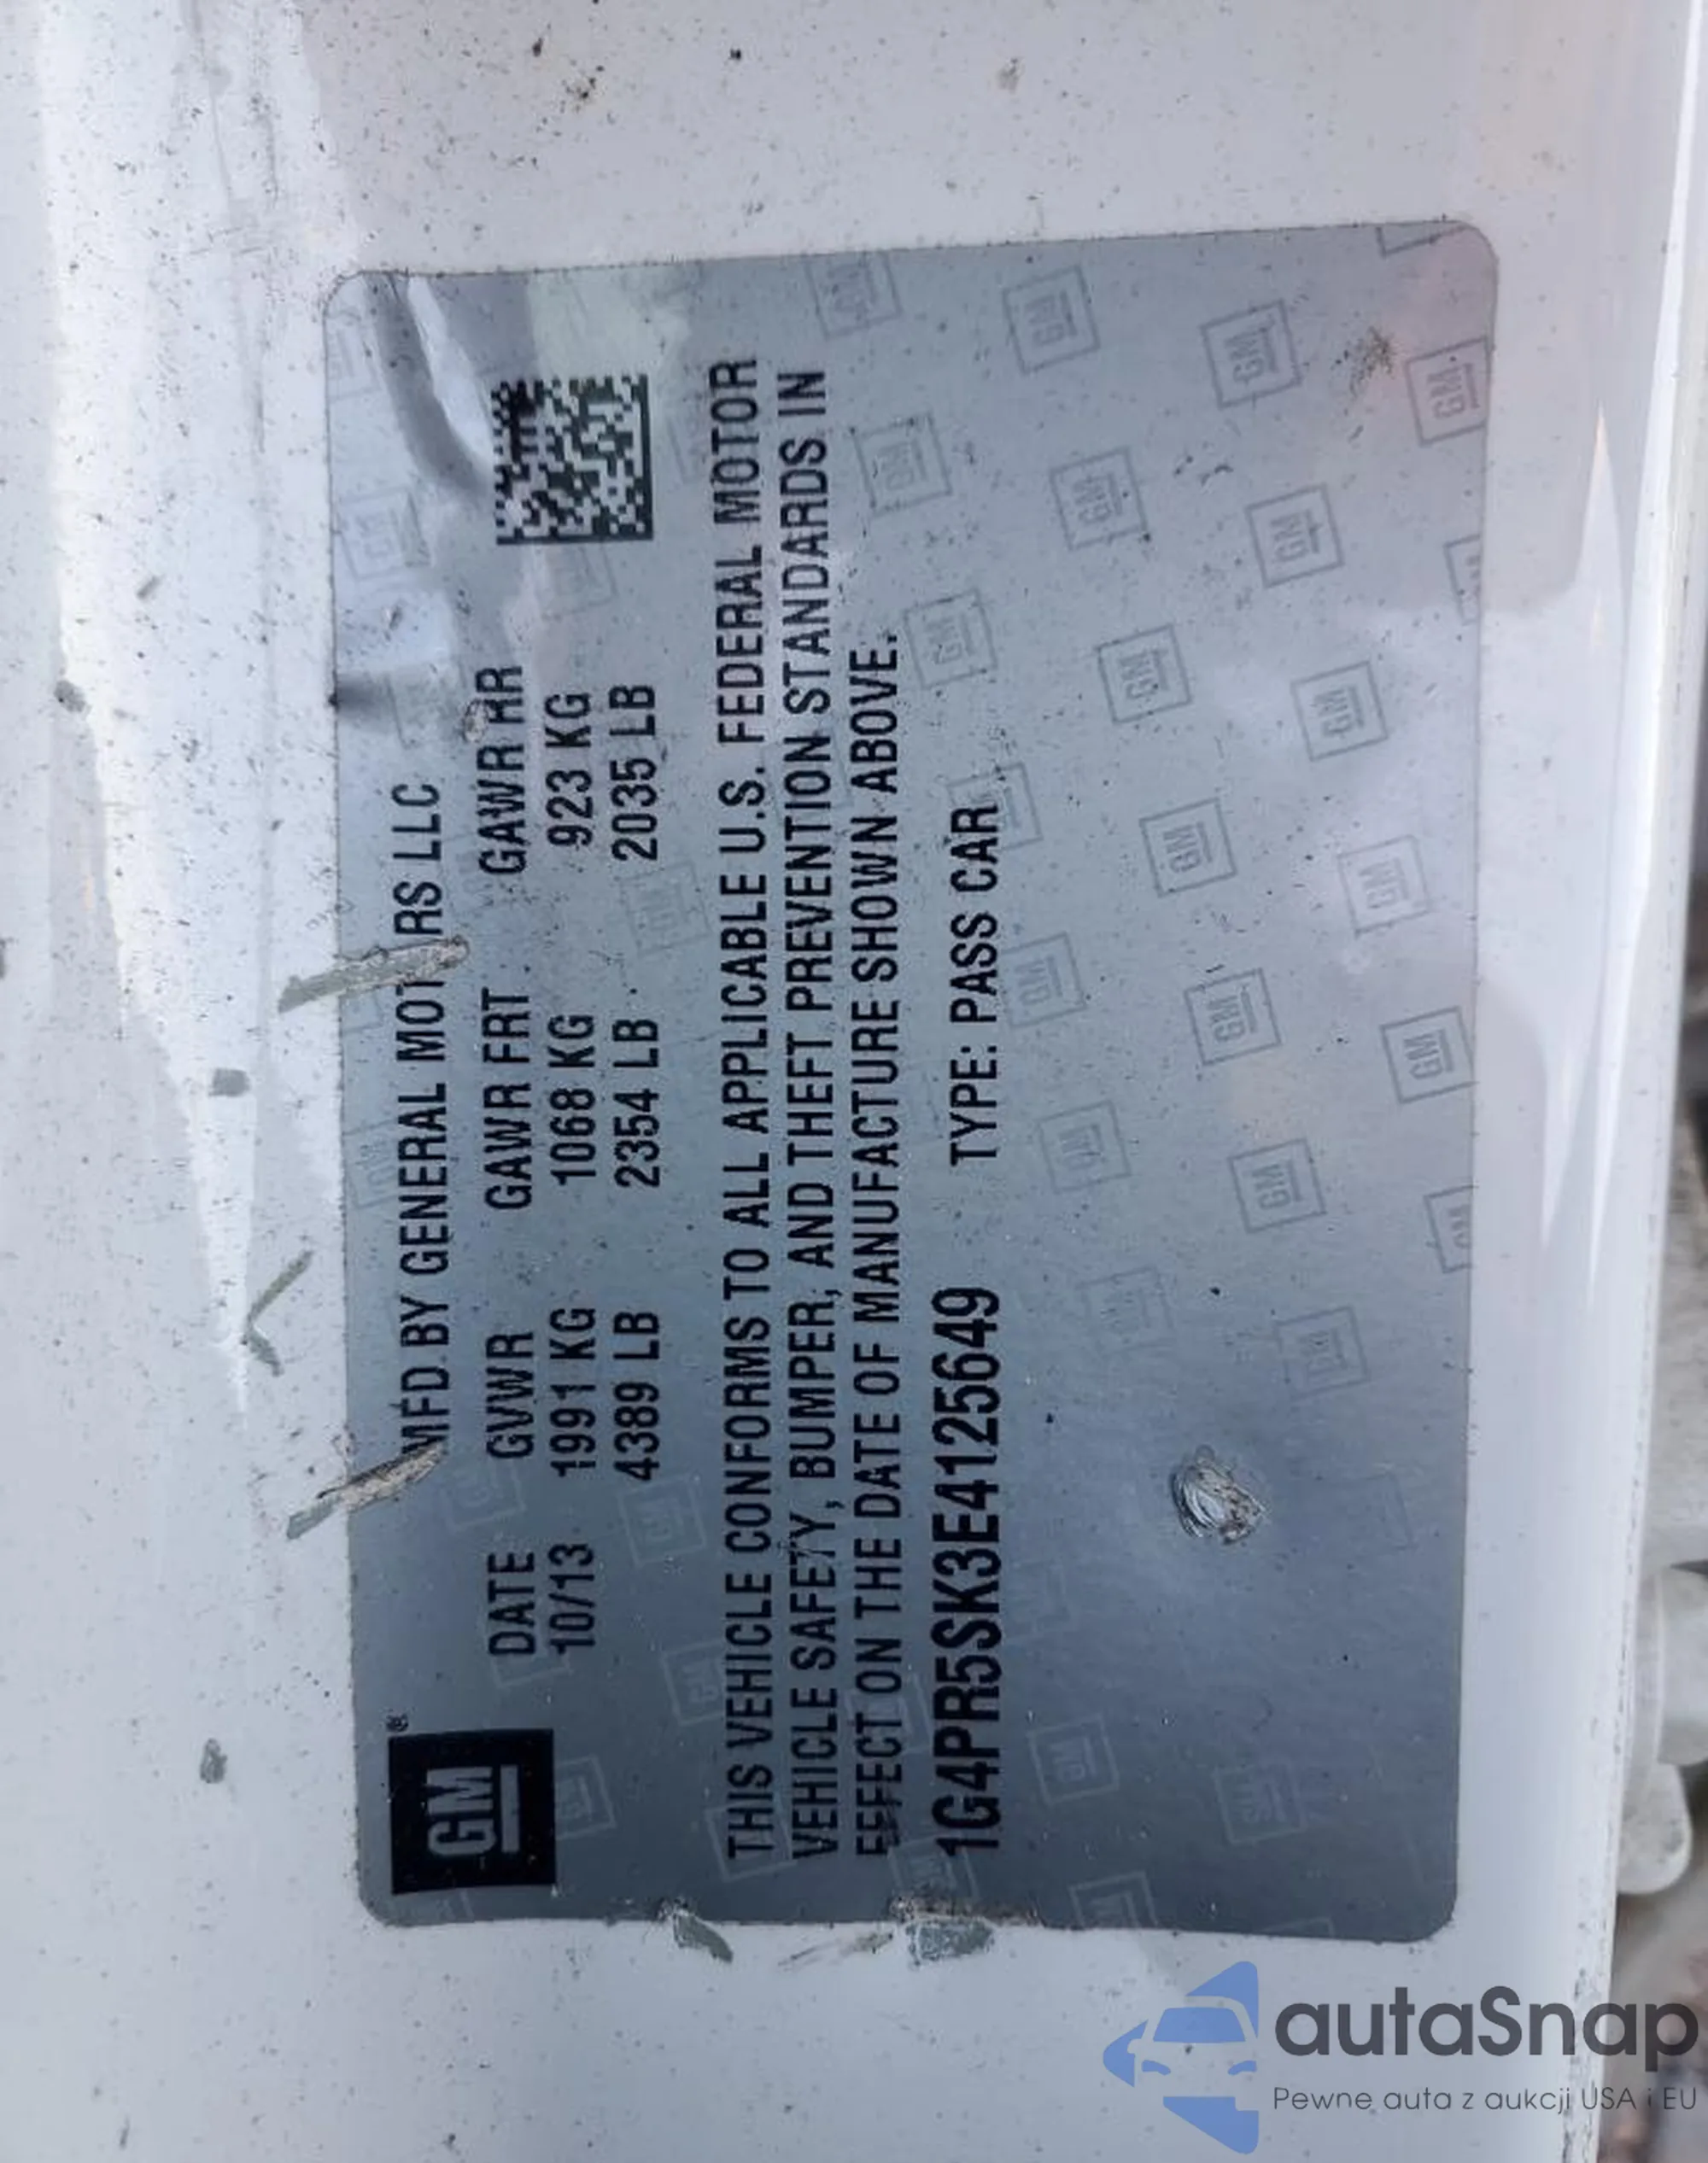 GM®
MFD BY GENERAL MOTORS LLC
DATE GVWR GAWR FRT GAWR RR
10/13 1991 KG 1068 KG 923 KG
4389 LB 2354 LB 2035 LB
THIS VEHICLE CONFORMS TO ALL APPLICABLE U.S. FEDERAL MOTOR
VEHICLE SAFETY, BUMPER, AND THEFT PREVENTION STANDARDS IN
EFFECT ON THE DATE OF MANUFACTURE SHOWN ABOVE.
1G4PR5SK3E4125649 TYPE: PASS CAR
autaSnap
Pewne auta z aukcji USA i EU